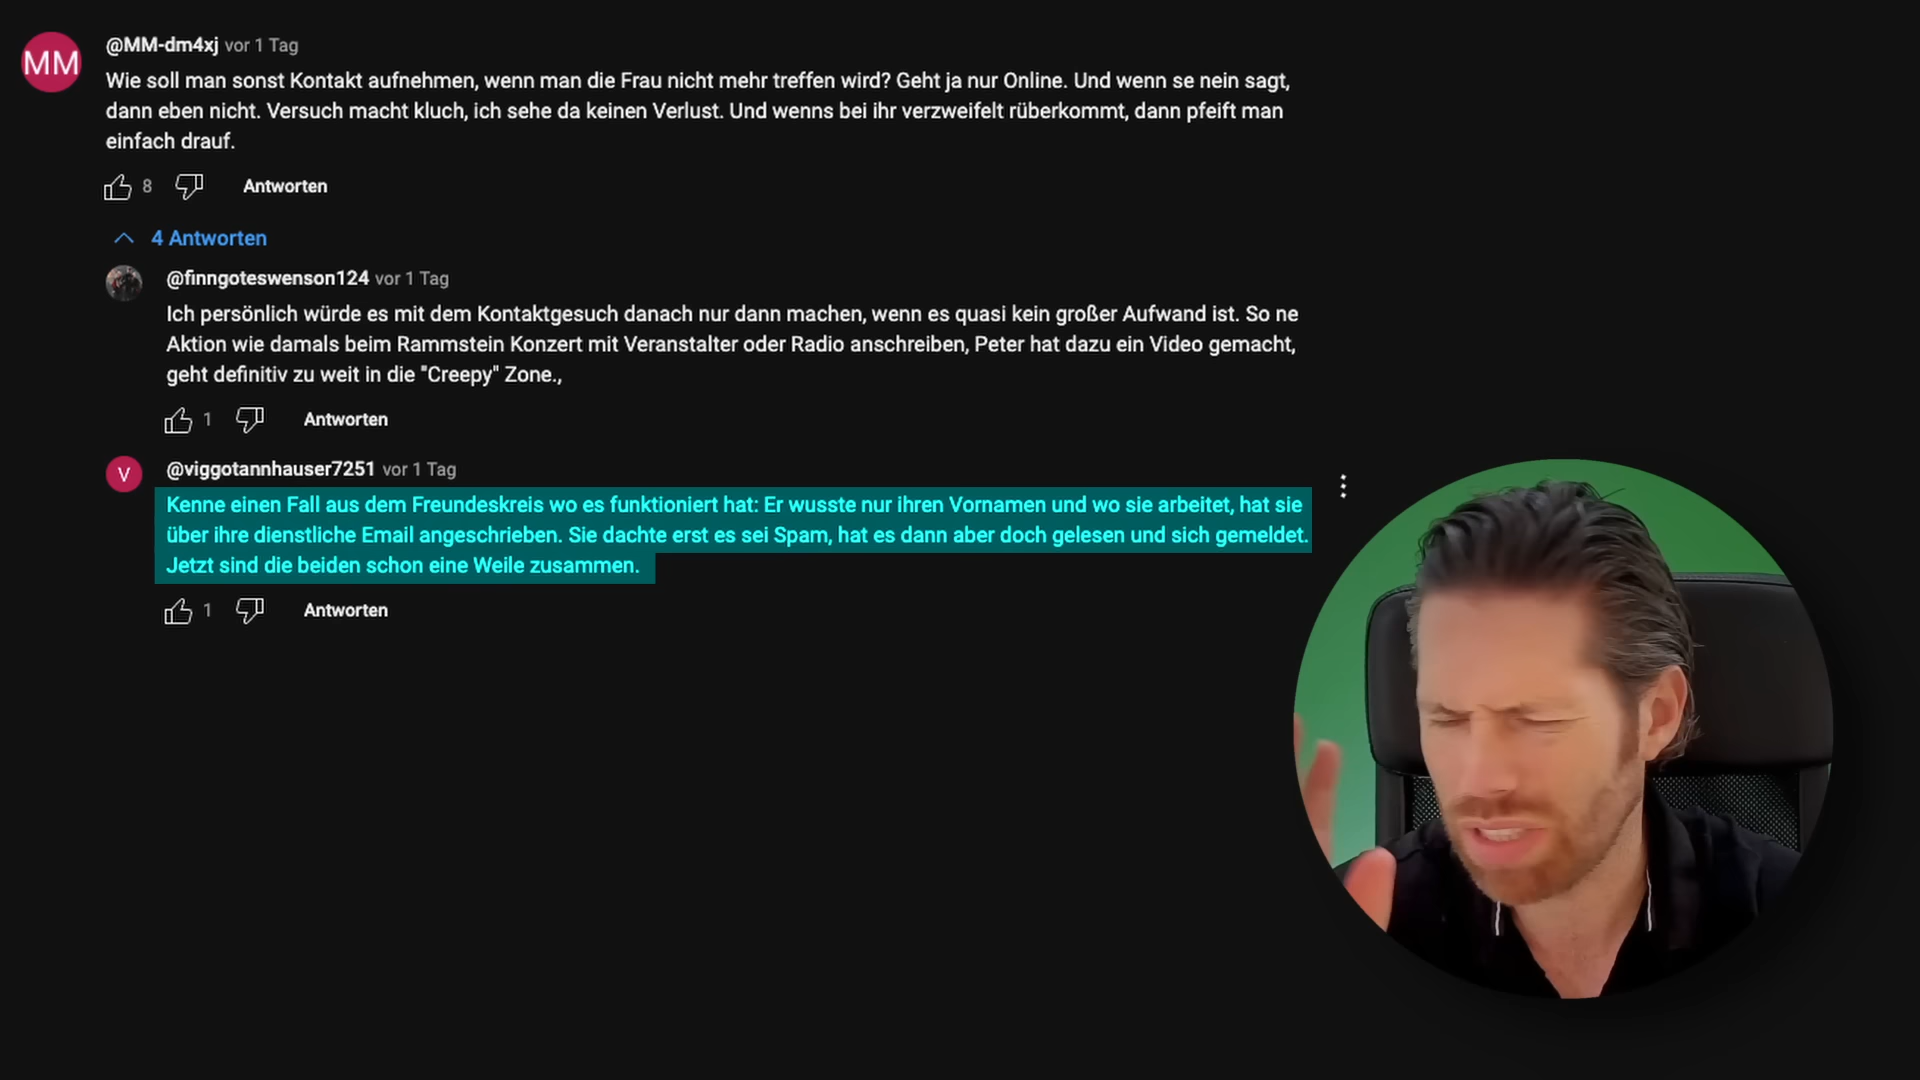 MM
@MM-dm4xj vor 1 Tag
Wie soll man sonst Kontakt aufnehmen, wenn man die Frau nicht mehr treffen wird? Geht ja nur Online. Und wenn se nein sagt,
dann eben nicht. Versuch macht kluch, ich sehe da keinen Verlust. Und wenns bei ihr verzweifelt rüberkommt, dann pfeift man
einfach drauf.
8 Antworten
4 Antworten
@finngoteswenson124 vor 1 Tag
Ich persönlich würde es mit dem Kontaktgesuch danach nur dann machen, wenn es quasi kein großer Aufwand ist. So ne
Aktion wie damals beim Rammstein Konzert mit Veranstalter oder Radio anschreiben, Peter hat dazu ein Video gemacht,
geht definitiv zu weit in die "Creepy" Zone.,
1 Antworten
V
@viggotannhauser7251 vor 1 Tag
Kenne einen Fall aus dem Freundeskreis wo es funktioniert hat: Er wusste nur ihren Vornamen und wo sie arbeitet, hat sie
über ihre dienstliche Email angeschrieben. Sie dachte erst es sei Spam, hat es dann aber doch gelesen und sich gemeldet.
Jetzt sind die beiden schon eine Weile zusammen.
1 Antworten